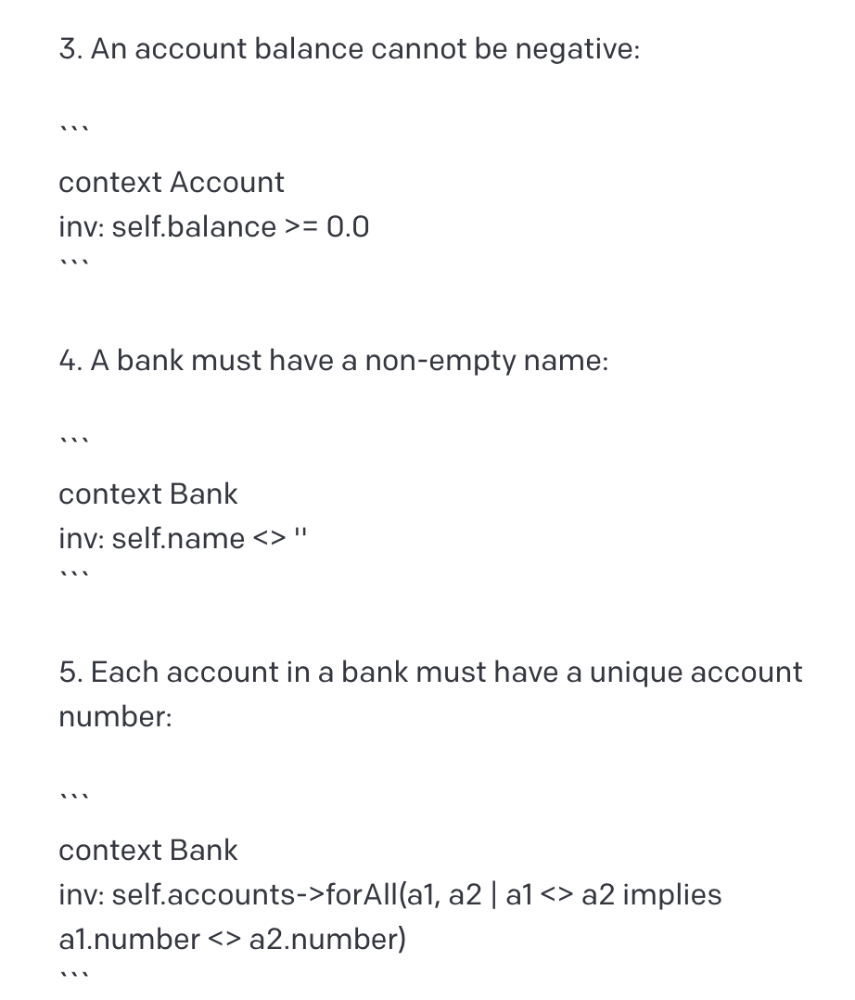 3. An account balance cannot be negative:
```
context Account
inv: self.balance >= 0.0
```
4. A bank must have a non-empty name:
```
context Bank
inv: self.name <> ''
```
5. Each account in a bank must have a unique account
number:
```
context Bank
inv: self.accounts->forAll(a1, a2 | a1 <> a2 implies
a1.number <> a2.number)
```